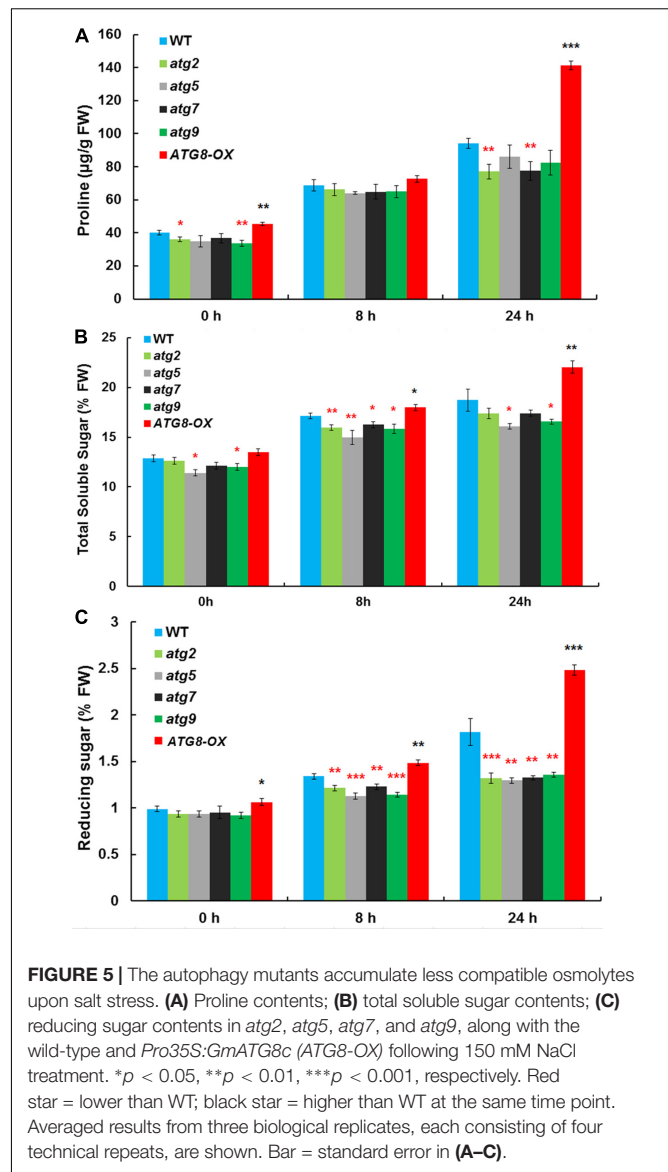 A
WT
atg2
atg5
atg7
atg9
ATG8-OX
Proline (µg/g FW)
160
140
120
100
80
60
40
20
0
*
**
**
**
**
***
0 h
8 h
24 h
B
WT
atg2
atg5
atg7
atg9
ATG8-OX
Total Soluble Sugar (% FW)
25
20
15
10
5
0
*
*
**
**
*
*
*
*
*
**
0h
8h
24h
C
WT
atg2
atg5
atg7
atg9
ATG8-OX
Reducing sugar (% FW)
3
2.5
2
1.5
1
0.5
0
*
**
***
**
***
**
***
**
**
**
***
0 h
8 h
24 h
FIGURE 5 | The autophagy mutants accumulate less compatible osmolytes
upon salt stress. (A) Proline contents; (B) total soluble sugar contents; (C)
reducing sugar contents in atg2, atg5, atg7, and atg9, along with the
wild-type and Pro35S:GmATG8c (ATG8-OX) following 150 mM NaCl
treatment. *p < 0.05, **p < 0.01, ***p < 0.001, respectively. Red
star = lower than WT; black star = higher than WT at the same time point.
Averaged results from three biological replicates, each consisting of four
technical repeats, are shown. Bar = standard error in (A–C).